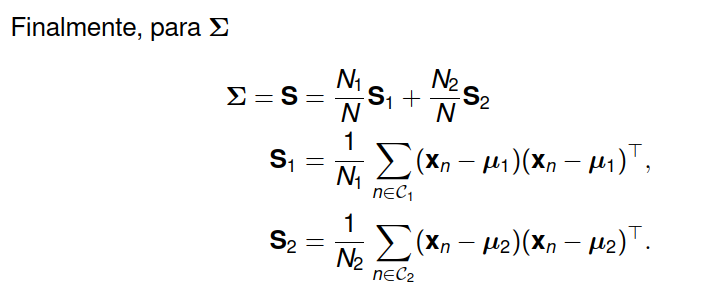 Finalmente, para Σ
Σ = S = N₁/N S₁ + N₂/N S₂
S₁ = 1/N₁ ∑_{n∈𝒞₁} (xₙ − μ₁)(xₙ − μ₁)^⊤,
S₂ = 1/N₂ ∑_{n∈𝒞₂} (xₙ − μ₂)(xₙ − μ₂)^⊤.